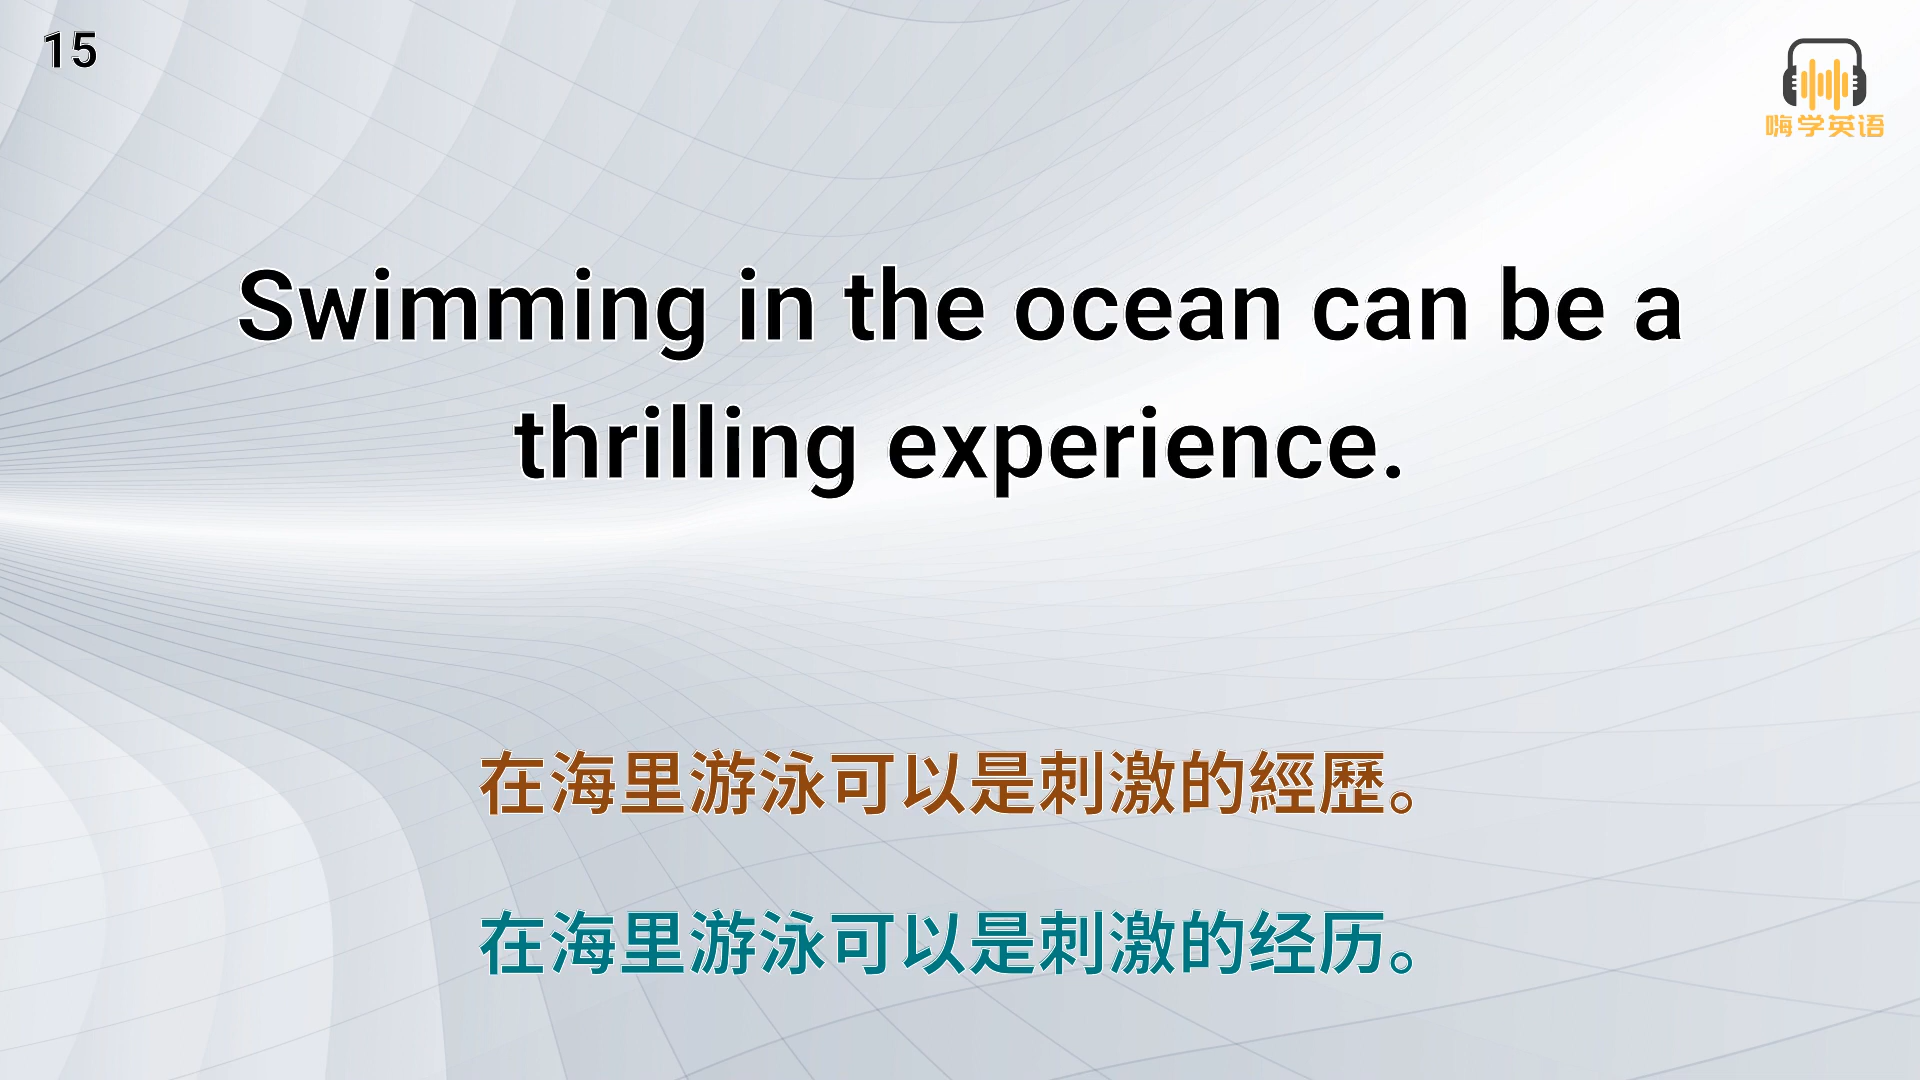 15
嗨学英语
Swimming in the ocean can be a
thrilling experience.
在海里游泳可以是刺激的經歷。
在海里游泳可以是刺激的经历。